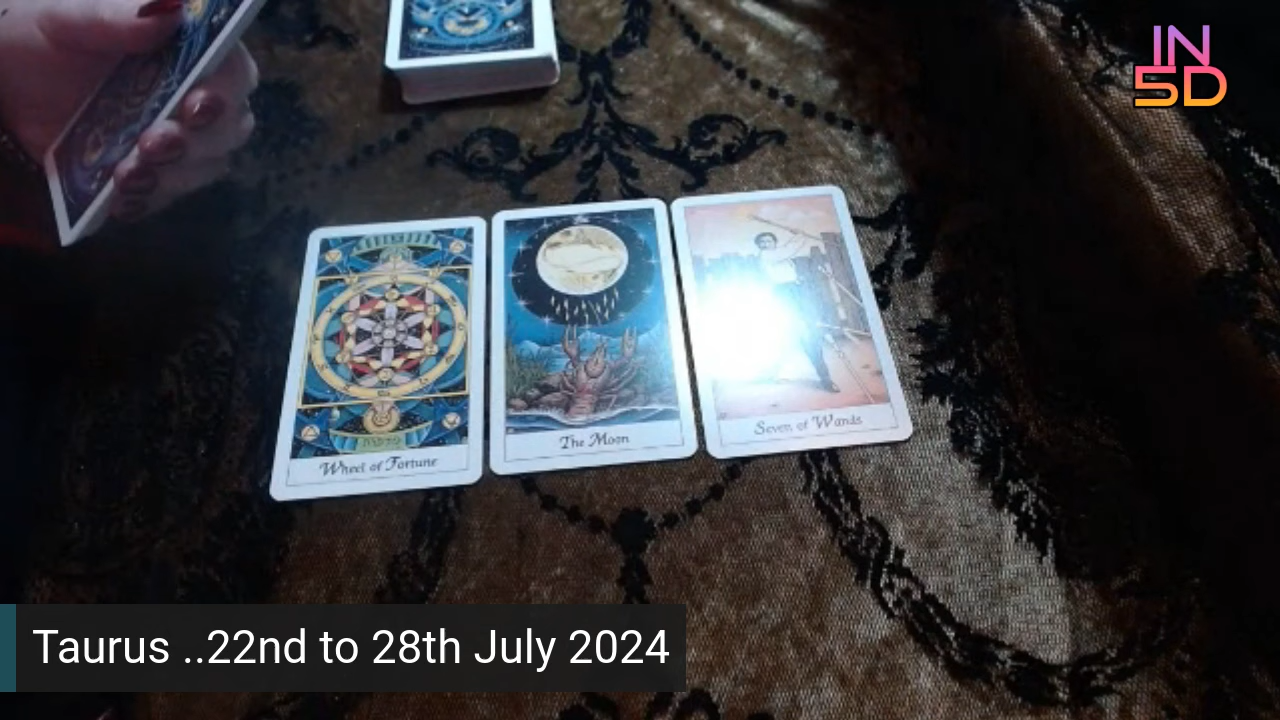 IN
5D
Wheel of Fortune
The Moon
Seven of Wands
Taurus ..22nd to 28th July 2024